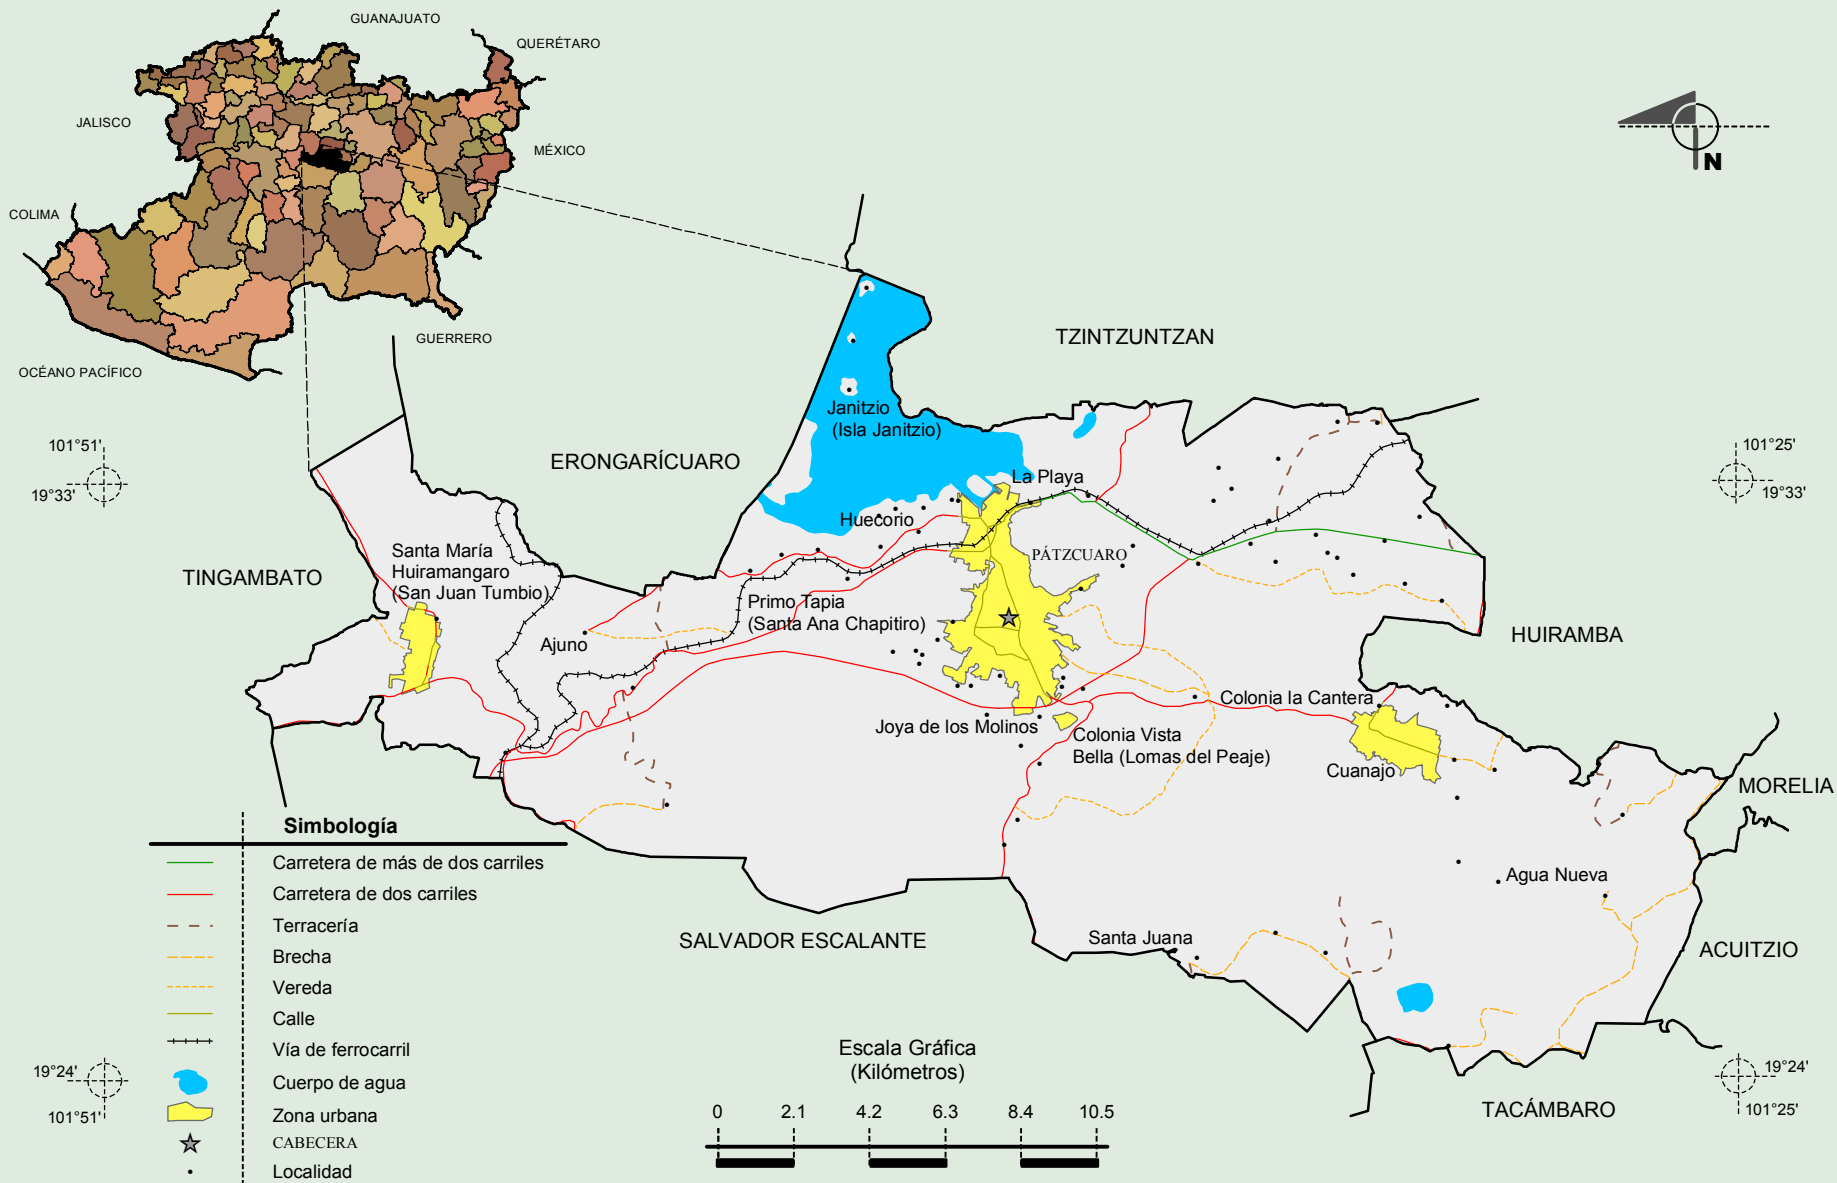 GUANAJUATO
QUERÉTARO
JALISCO
MÉXICO
COLIMA
GUERRERO
OCÉANO PACÍFICO
N
TZINTZUNTZAN
Janitzio
(Isla Janitzio)
101°51'
19°33'
ERONGARÍCUARO
101°25'
19°33'
La Playa
Huecorio
Santa María
Huiramangaro
(San Juan Tumbio)
PÁTZCUARO
TINGAMBATO
Primo Tapia
(Santa Ana Chapitiro)
Ajuno
HUIRAMBA
Colonia la Cantera
Joya de los Molinos
Colonia Vista
Bella (Lomas del Peaje)
Cuanajo
MORELIA
Agua Nueva
Santa Juana
SALVADOR ESCALANTE
ACUITZIO
TACÁMBARO
19°24'
101°51'
19°24'
101°25'
Simbología
Carretera de más de dos carriles
Carretera de dos carriles
Terracería
Brecha
Vereda
Calle
Vía de ferrocarril
Cuerpo de agua
Zona urbana
CABECERA
Localidad
Escala Gráfica
(Kilómetros)
0 2.1 4.2 6.3 8.4 10.5